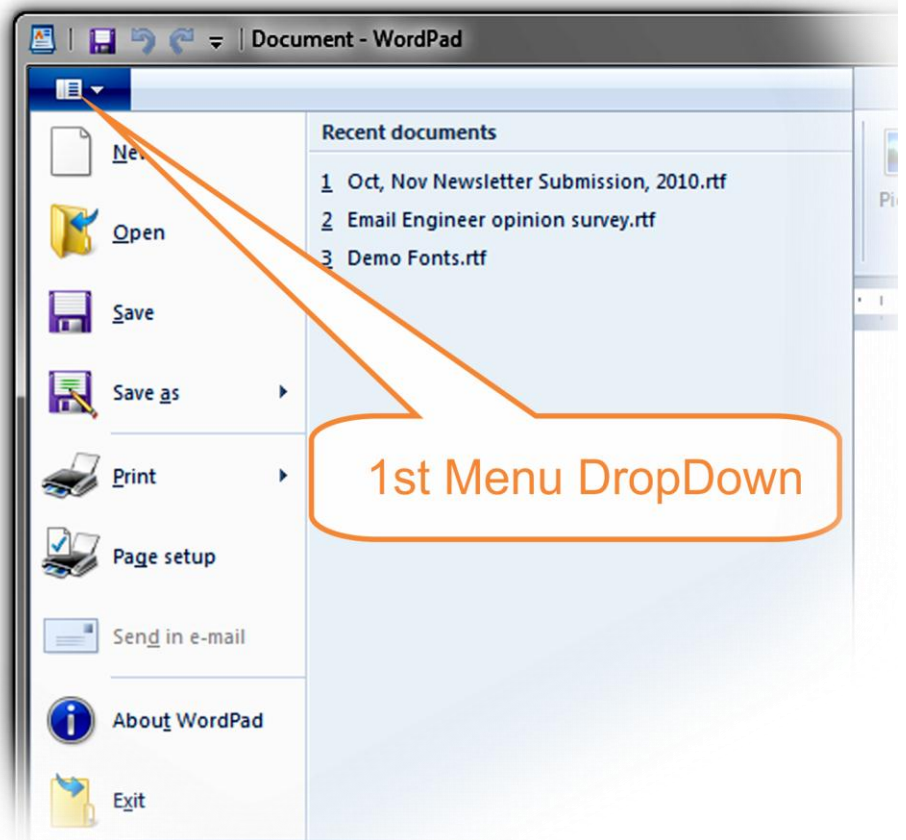 Document - WordPad
Recent documents
1 Oct, Nov Newsletter Submission, 2010.rtf
2 Email Engineer opinion survey.rtf
3 Demo Fonts.rtf
Open
Save
Save as
Print
Page setup
Send in e-mail
About WordPad
Exit
1st Menu DropDown